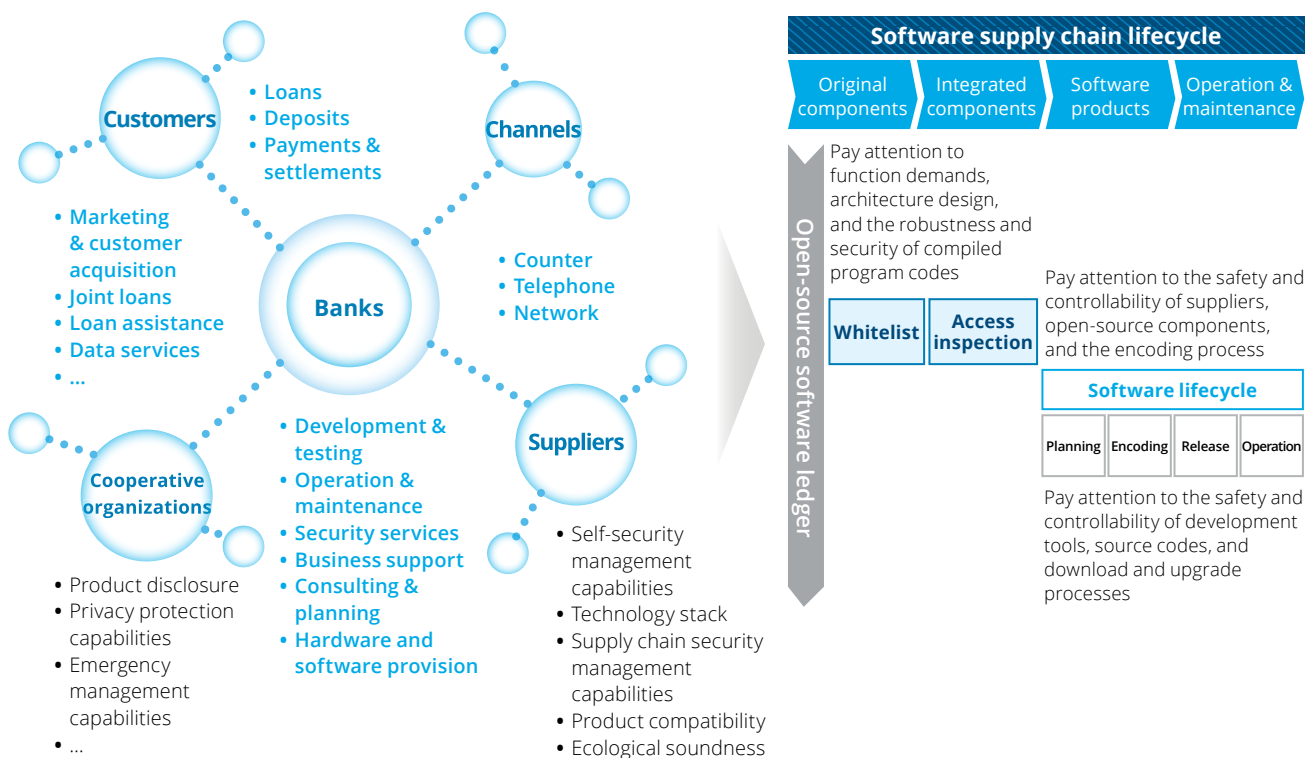 Customers
• Loans
• Deposits
• Payments &
settlements
Channels
• Marketing
& customer
acquisition
• Joint loans
• Loan assistance
• Data services
• ...
Banks
• Counter
• Telephone
• Network
Cooperative
organizations
• Development &
testing
• Operation &
maintenance
• Security services
• Business support
• Consulting &
planning
• Hardware and
software provision
Suppliers
• Product disclosure
• Privacy protection
capabilities
• Emergency
management
capabilities
• ...
• Self-security
management
capabilities
• Technology stack
• Supply chain security
management
capabilities
• Product compatibility
• Ecological soundness
Software supply chain lifecycle
Original
components
Integrated
components
Software
products
Operation &
maintenance
Open-source software ledger
Pay attention to
function demands,
architecture design,
and the robustness and
security of compiled
program codes
Whitelist
Access
inspection
Pay attention to the safety and
controllability of suppliers,
open-source components,
and the encoding process
Software lifecycle
Planning
Encoding
Release
Operation
Pay attention to the safety and
controllability of development
tools, source codes, and
download and upgrade
processes